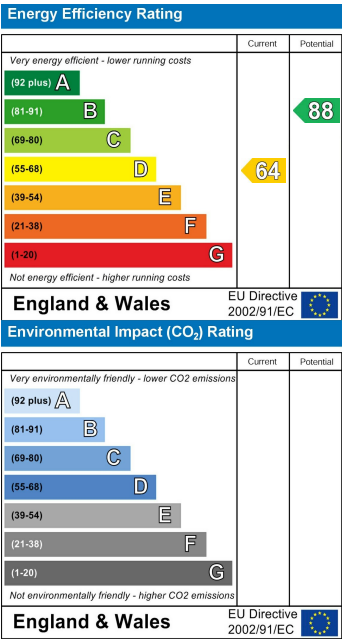 Energy Efficiency Rating
Current Potential
Very energy efficient - lower running costs
(92 plus) A
(81-91) B
88
(69-80) C
(55-68) D
64
(39-54) E
(21-38) F
(1-20) G
Not energy efficient - higher running costs
England & Wales
EU Directive
2002/91/EC
Environmental Impact (CO₂) Rating
Current Potential
Very environmentally friendly - lower CO2 emissions
(92 plus) A
(81-91) B
(69-80) C
(55-68) D
(39-54) E
(21-38) F
(1-20) G
Not environmentally friendly - higher CO2 emissions
England & Wales
EU Directive
2002/91/EC